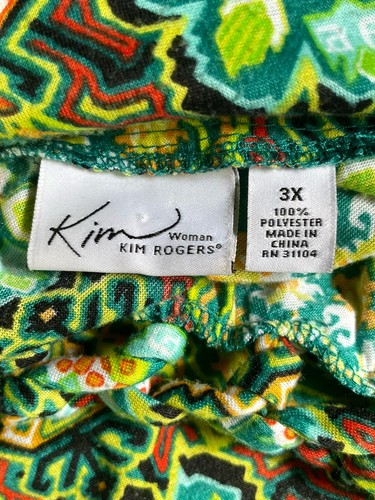 Kim
Woman
KIM ROGERS®
3X
100%
POLYESTER
MADE IN
CHINA
RN 31104